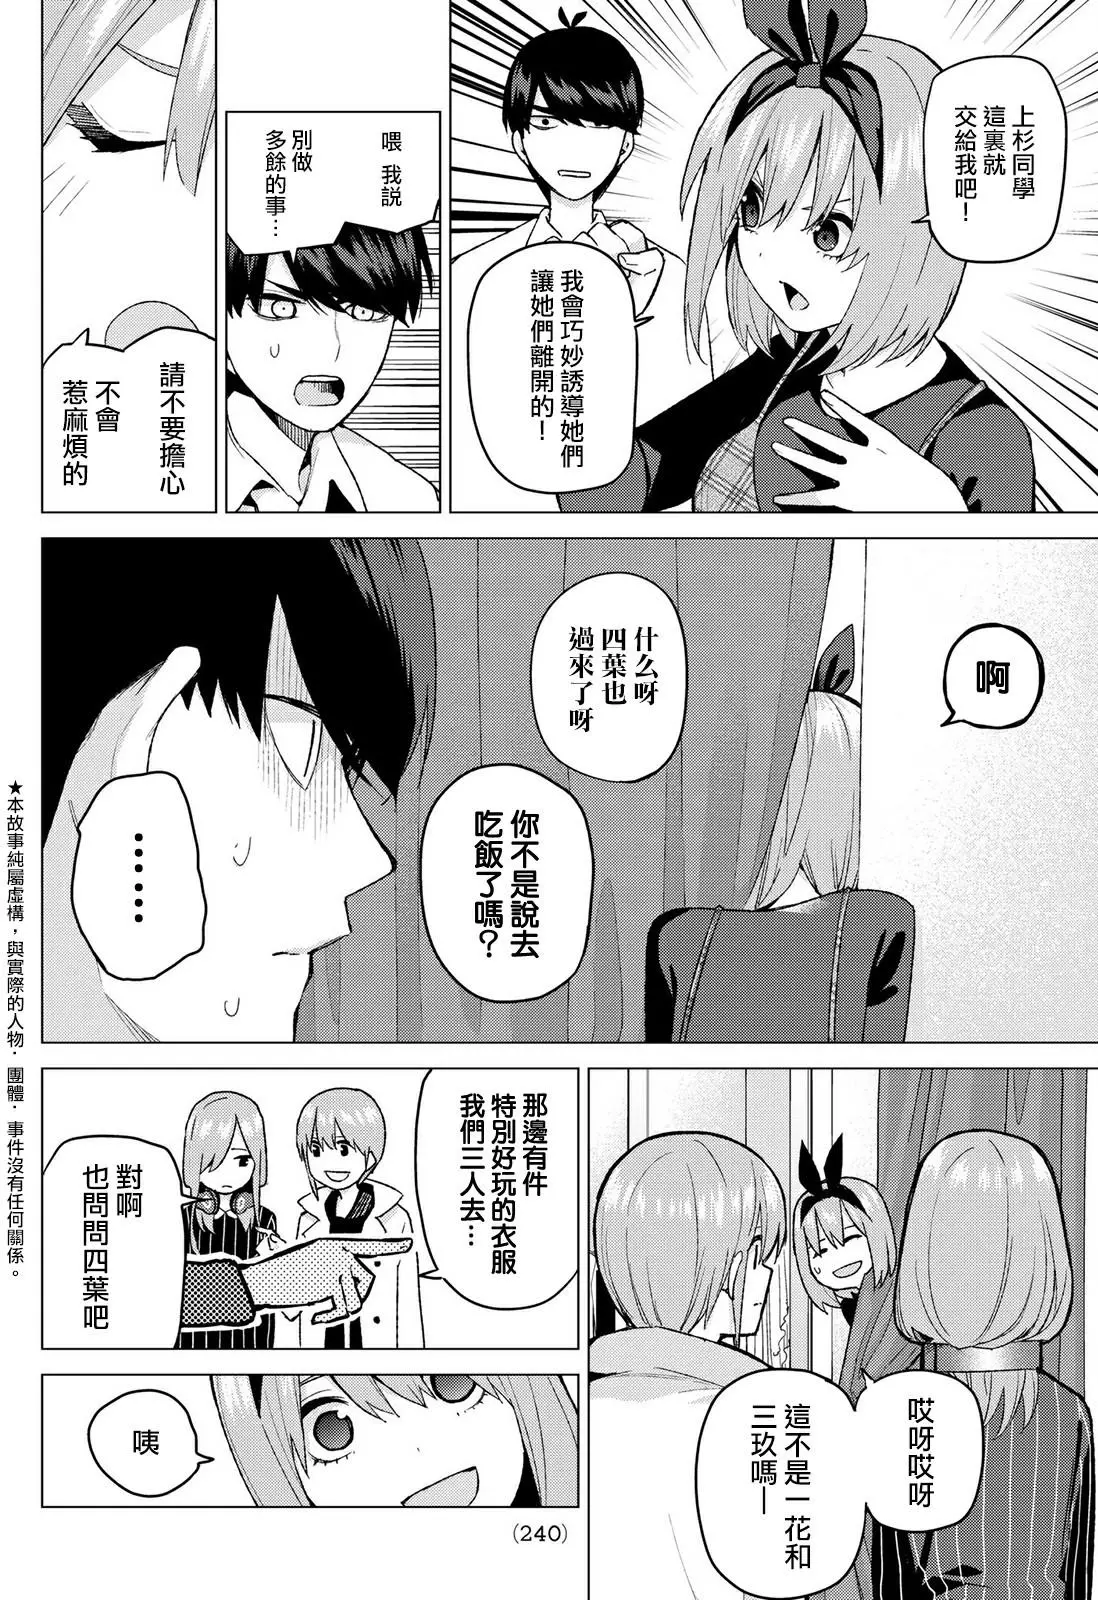 上杉同學
這裏就
交給我吧！
我會巧妙誘導她們
讓她們離開的！
喂 我説
別做
多餘的事…
請不要擔心
不會
惹麻煩的
啊
什么呀
四葉也
過來了呀
你不是說去
吃飯了嗎？
……
哎呀哎呀
這不是一花和
三玖嗎—
那邊有件
特別好玩的衣服
我們三人去…
對啊
也問問四葉吧
咦
(240)
★本故事純屬虛構，與實際的人物．團體．事件沒有任何關係。